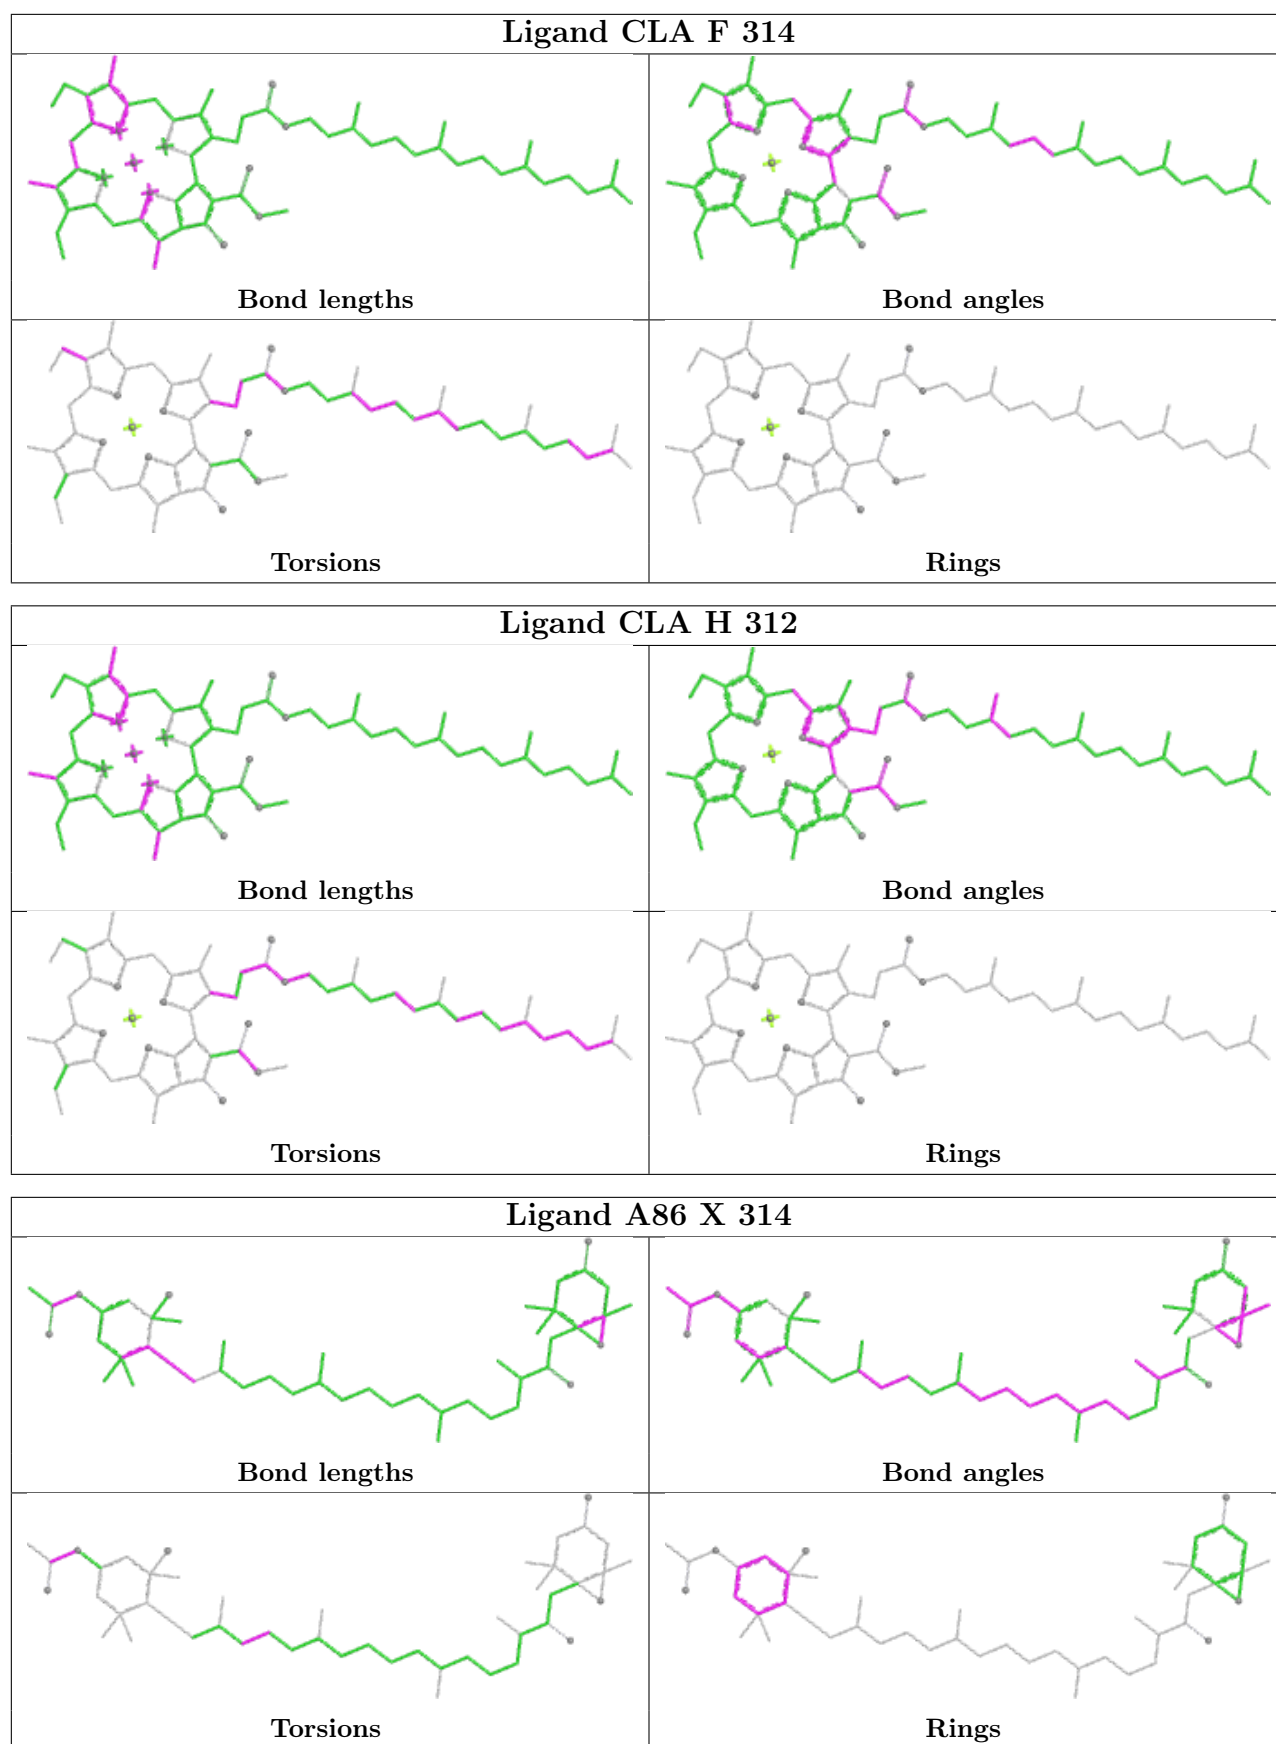 Ligand CLA F 314
Bond lengths
Bond angles
Torsions
Rings
Ligand CLA H 312
Bond lengths
Bond angles
Torsions
Rings
Ligand A86 X 314
Bond lengths
Bond angles
Torsions
Rings